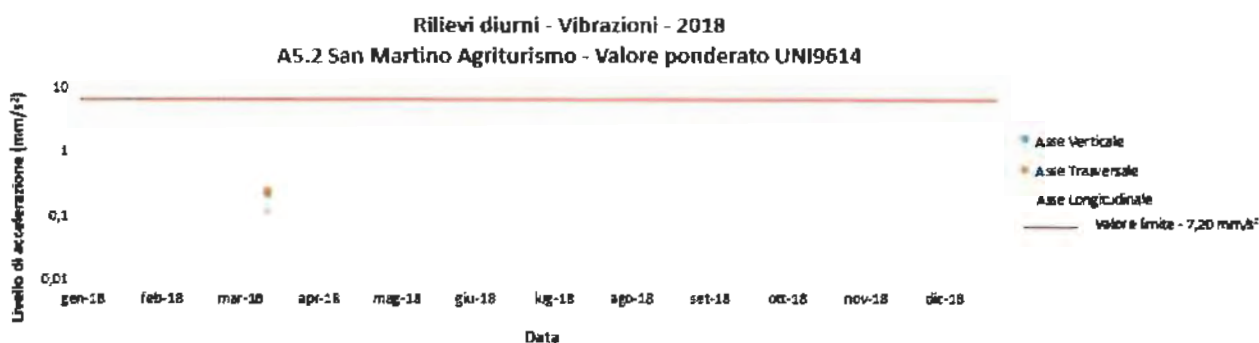 Rilievi diurni - Vibrazioni - 2018
A5.2 San Martino Agriturismo - Valore ponderato UNI9614
Livello di accelerazione (mm/s²)
10
1
0,1
0,01
gen-18 feb-18 mar-18 apr-18 mag-18 giu-18 lug-18 ago-18 set-18 ott-18 nov-18 dic-18
Data
Asse Verticale
Asse Trasversale
Asse Longitudinale
Valore limite - 7,20 mm/s²